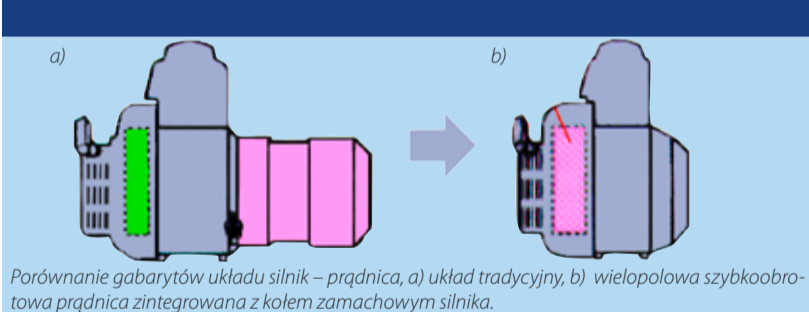 a) b)
Porównanie gabarytów układu silnik – prądnica, a) układ tradycyjny, b) wielopolowa szybkoobro-
towa prądnica zintegrowana z kołem zamachowym silnika.